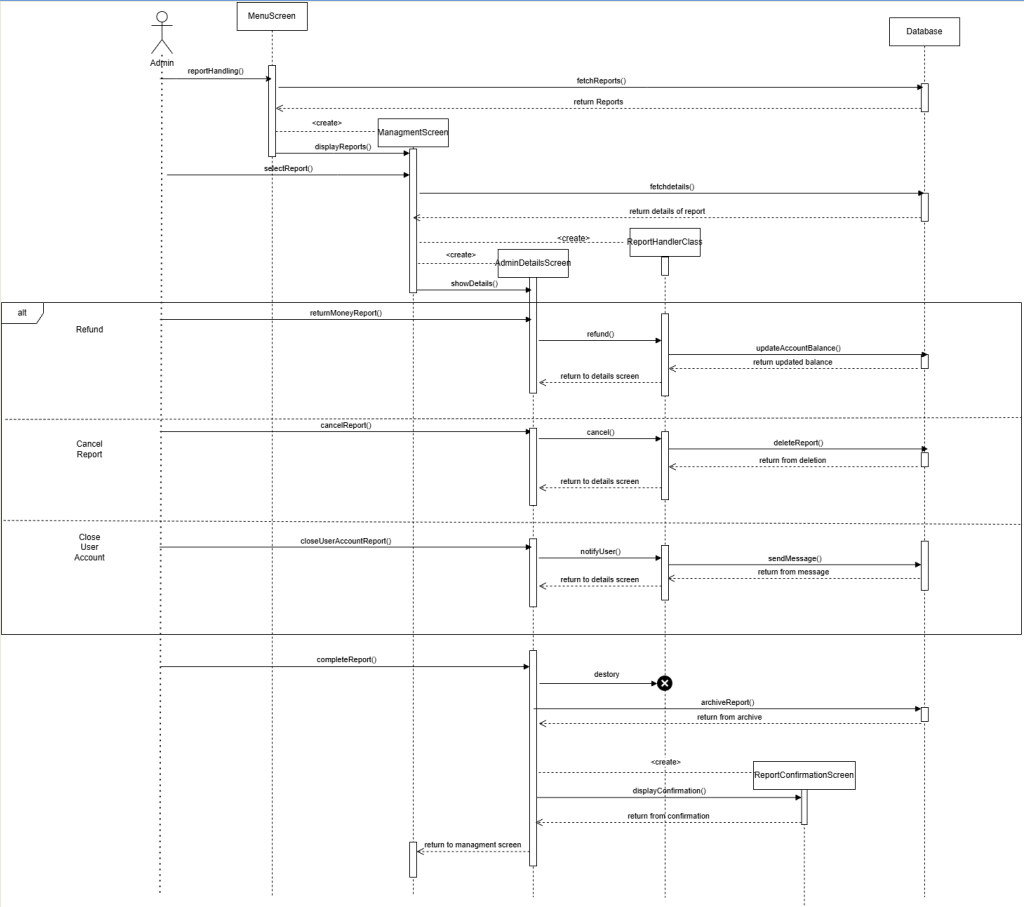 MenuScreen
Database
Admin
reportHandling()
fetchReports()
return Reports
<create>
ManagmentScreen
displayReports()
selectReport()
fetchdetails()
return details of report
<create>
ReportHandlerClass
<create>
AdminDetailsScreen
showDetails()
alt
returnMoneyReport()
Refund
refund()
updateAccountBalance()
return updated balance
return to details screen
cancelReport()
cancel()
Cancel
Report
deleteReport()
return from deletion
return to details screen
Close
User
Account
closeUserAccountReport()
notifyUser()
sendMessage()
return from message
return to details screen
completeReport()
destory
archiveReport()
return from archive
<create>
ReportConfirmationScreen
displayConfirmation()
return from confirmation
return to managment screen